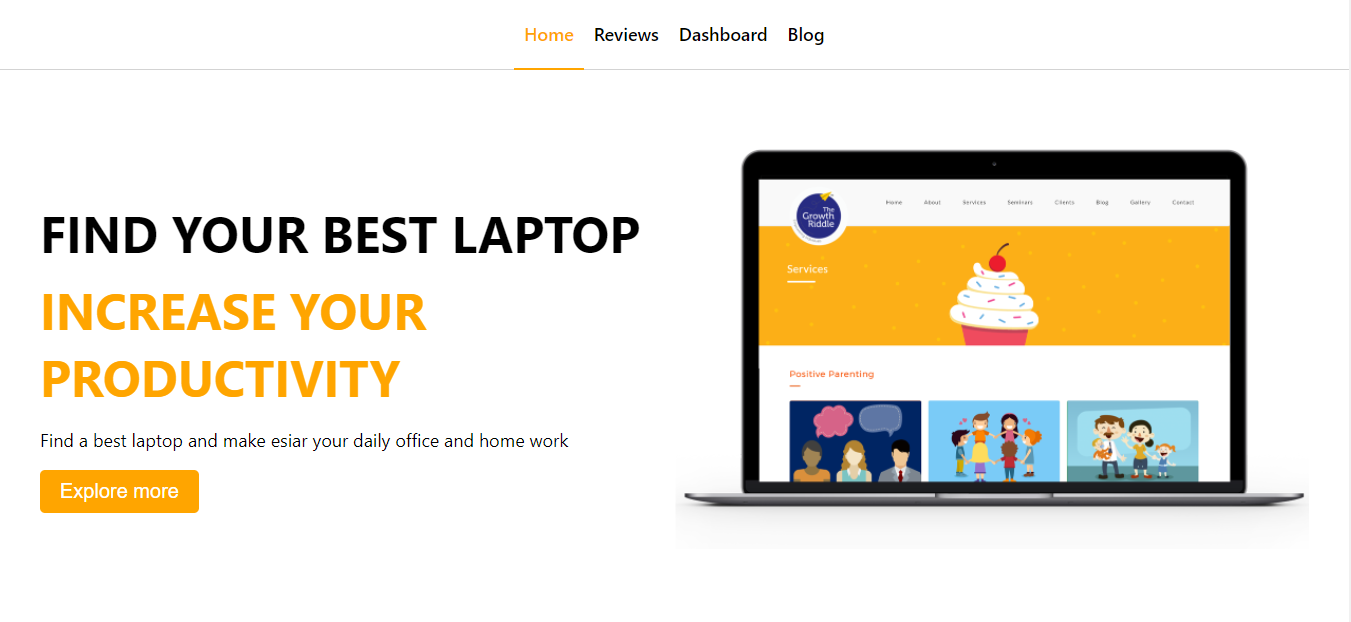 Home Reviews Dashboard Blog
FIND YOUR BEST LAPTOP
INCREASE YOUR
PRODUCTIVITY
Find a best laptop and make esiar your daily office and home work
Explore more
The
Growth
Riddle
Home About Services Seminars Clients Blog Gallery Contact
Services
Positive Parenting